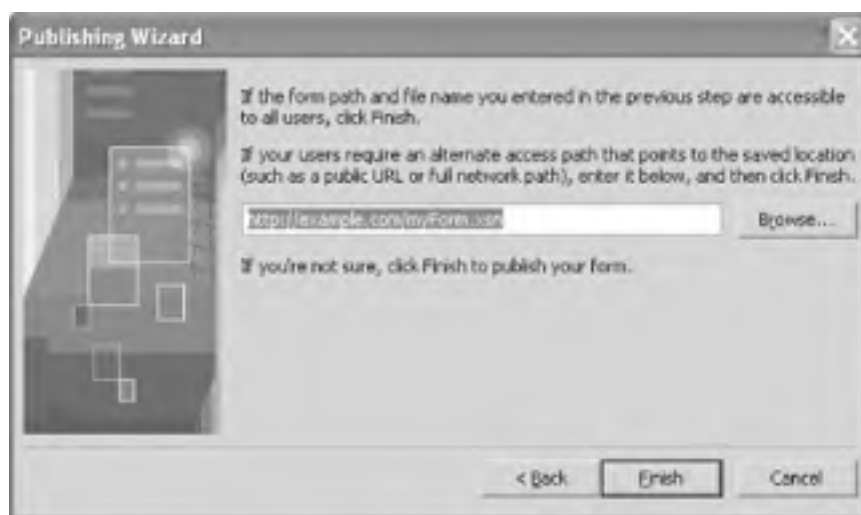 Publishing Wizard
If the form path and file name you entered in the previous step are accessible
to all users, click Finish.
If your users require an alternate access path that points to the saved location
(such as a public URL or full network path), enter it below, and then click Finish.
http://example.com/myForm.xsn
Browse...
If you're not sure, click Finish to publish your form.
< Back
Finish
Cancel